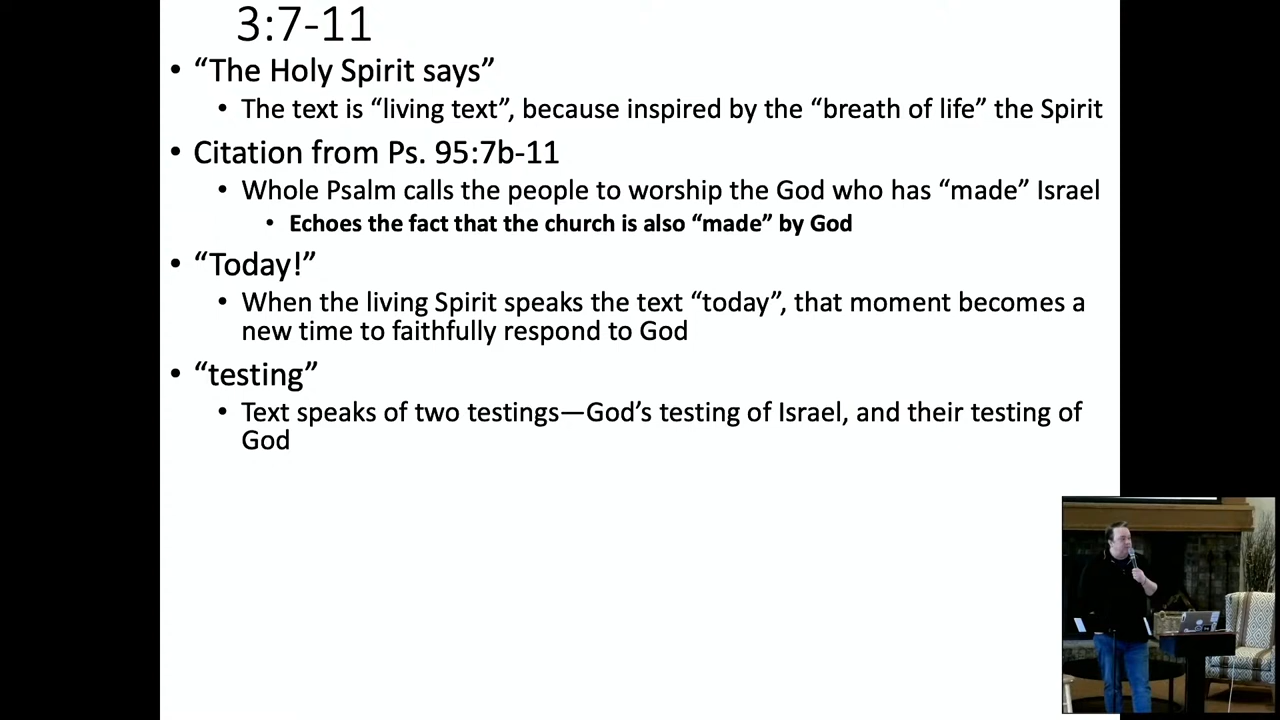 3:7-11
• “The Holy Spirit says”
• The text is “living text”, because inspired by the “breath of life” the Spirit
• Citation from Ps. 95:7b-11
• Whole Psalm calls the people to worship the God who has “made” Israel
• Echoes the fact that the church is also “made” by God
• “Today!”
• When the living Spirit speaks the text “today”, that moment becomes a
new time to faithfully respond to God
• “testing”
• Text speaks of two testings—God’s testing of Israel, and their testing of
God